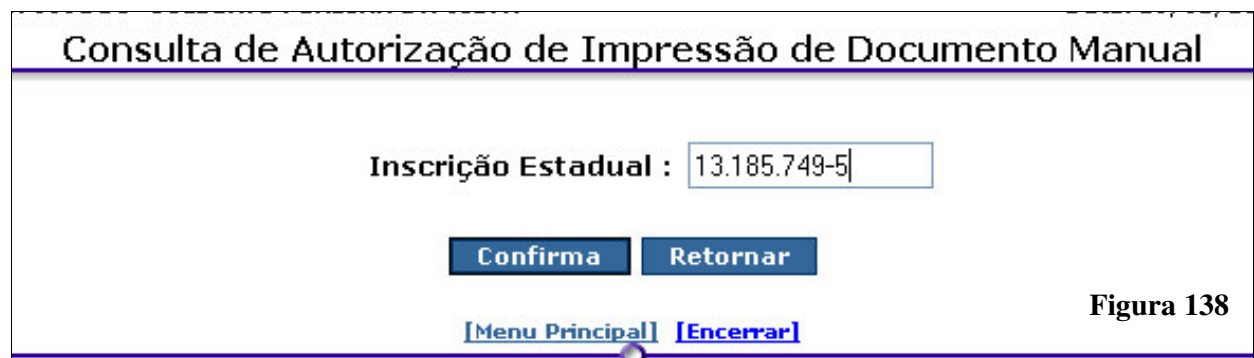 Consulta de Autorização de Impressão de Documento Manual
Inscrição Estadual : 13.185.749-5
Confirma Retornar
Figura 138
[Menu Principal] [Encerrar]